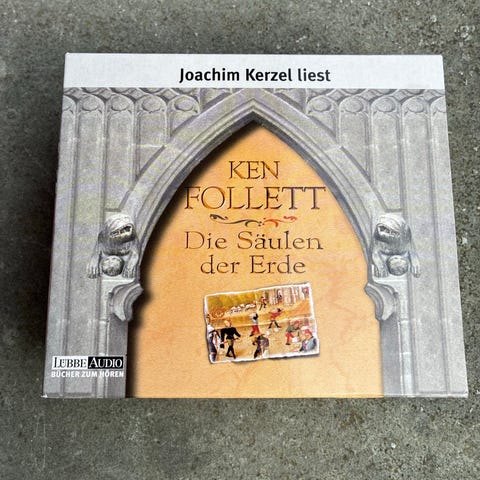 Joachim Kerzel liest
KEN
FOLLETT
Die Säulen
der Erde
LÜBBE AUDIO
BÜCHER ZUM HÖREN